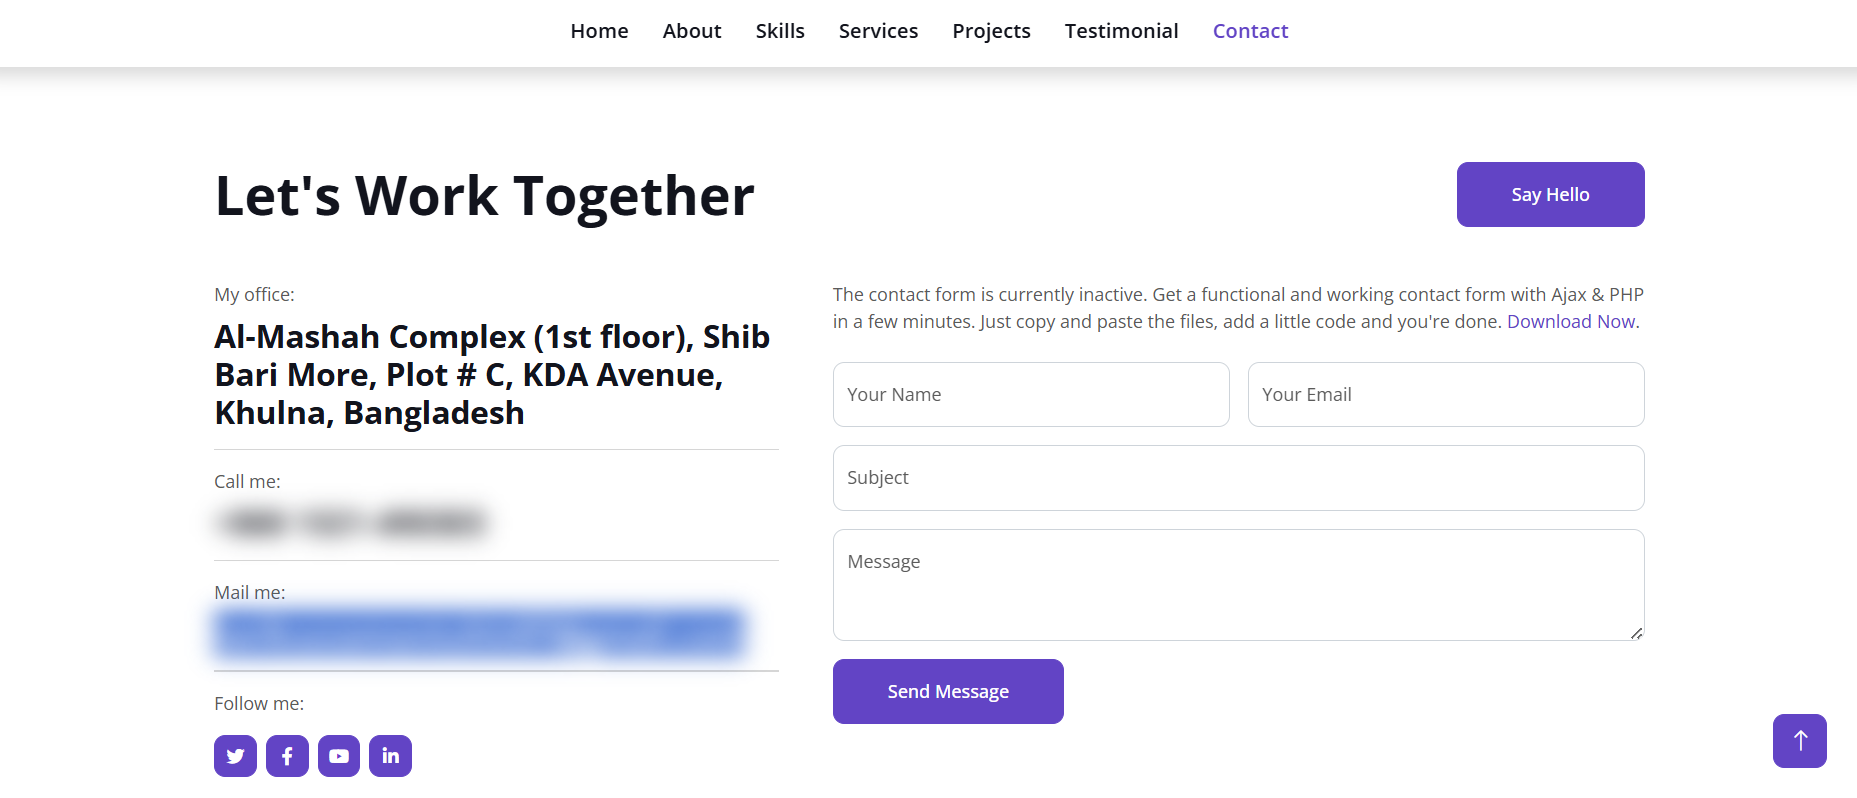 Home About Skills Services Projects Testimonial Contact
Let's Work Together
Say Hello
My office:
Al-Mashah Complex (1st floor), Shib
Bari More, Plot # C, KDA Avenue,
Khulna, Bangladesh
Call me:
Mail me:
Follow me:
The contact form is currently inactive. Get a functional and working contact form with Ajax & PHP
in a few minutes. Just copy and paste the files, add a little code and you're done. Download Now.
Your Name
Your Email
Subject
Message
Send Message